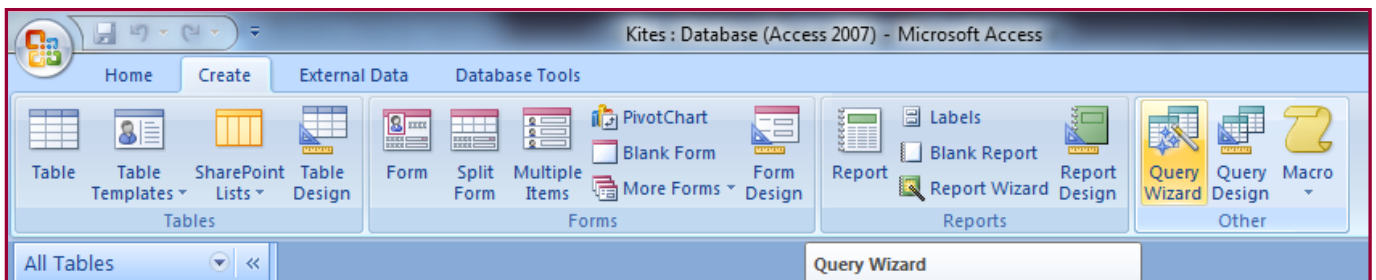 Kites : Database (Access 2007) - Microsoft Access
Home Create External Data Database Tools
Table
Table Templates
SharePoint Lists
Table Design
Tables
Form
Split Form
Multiple Items
PivotChart
Blank Form
More Forms
Form Design
Forms
Report
Labels
Blank Report
Report Wizard
Report Design
Reports
Query Wizard
Query Design
Macro
Other
All Tables
Query Wizard